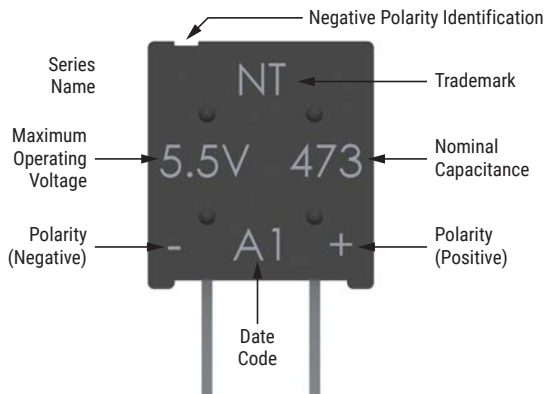 Negative Polarity Identification
Series
Name
NT
Trademark
Maximum
Operating
Voltage
5.5V 473
Nominal
Capacitance
Polarity
(Negative)
- A1 +
Polarity
(Positive)
Date
Code